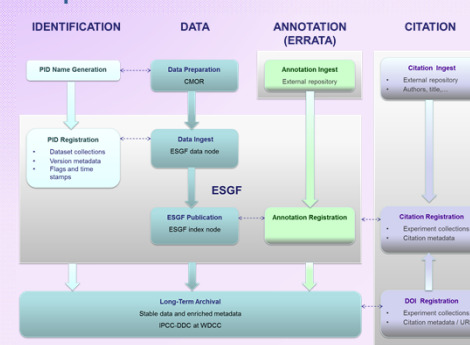 IDENTIFICATION
DATA
ANNOTATION
(ERRATA)
CITATION
PID Name Generation
Data Preparation
CMOR
Annotation Ingest
External repository
Citation Ingest
• External repository
• Authors, title,...
PID Registration
• Dataset collections
• Version metadata
• Flags and time
stamps
Data Ingest
ESGF data node
ESGF
ESGF Publication
ESGF index node
Annotation Registration
Citation Registration
• Experiment collections
• Citation metadata
Long-Term Archival
Stable data and enriched metadata
IPCC-DDC at WDCC
DOI Registration
• Experiment collections
• Citation metadata /